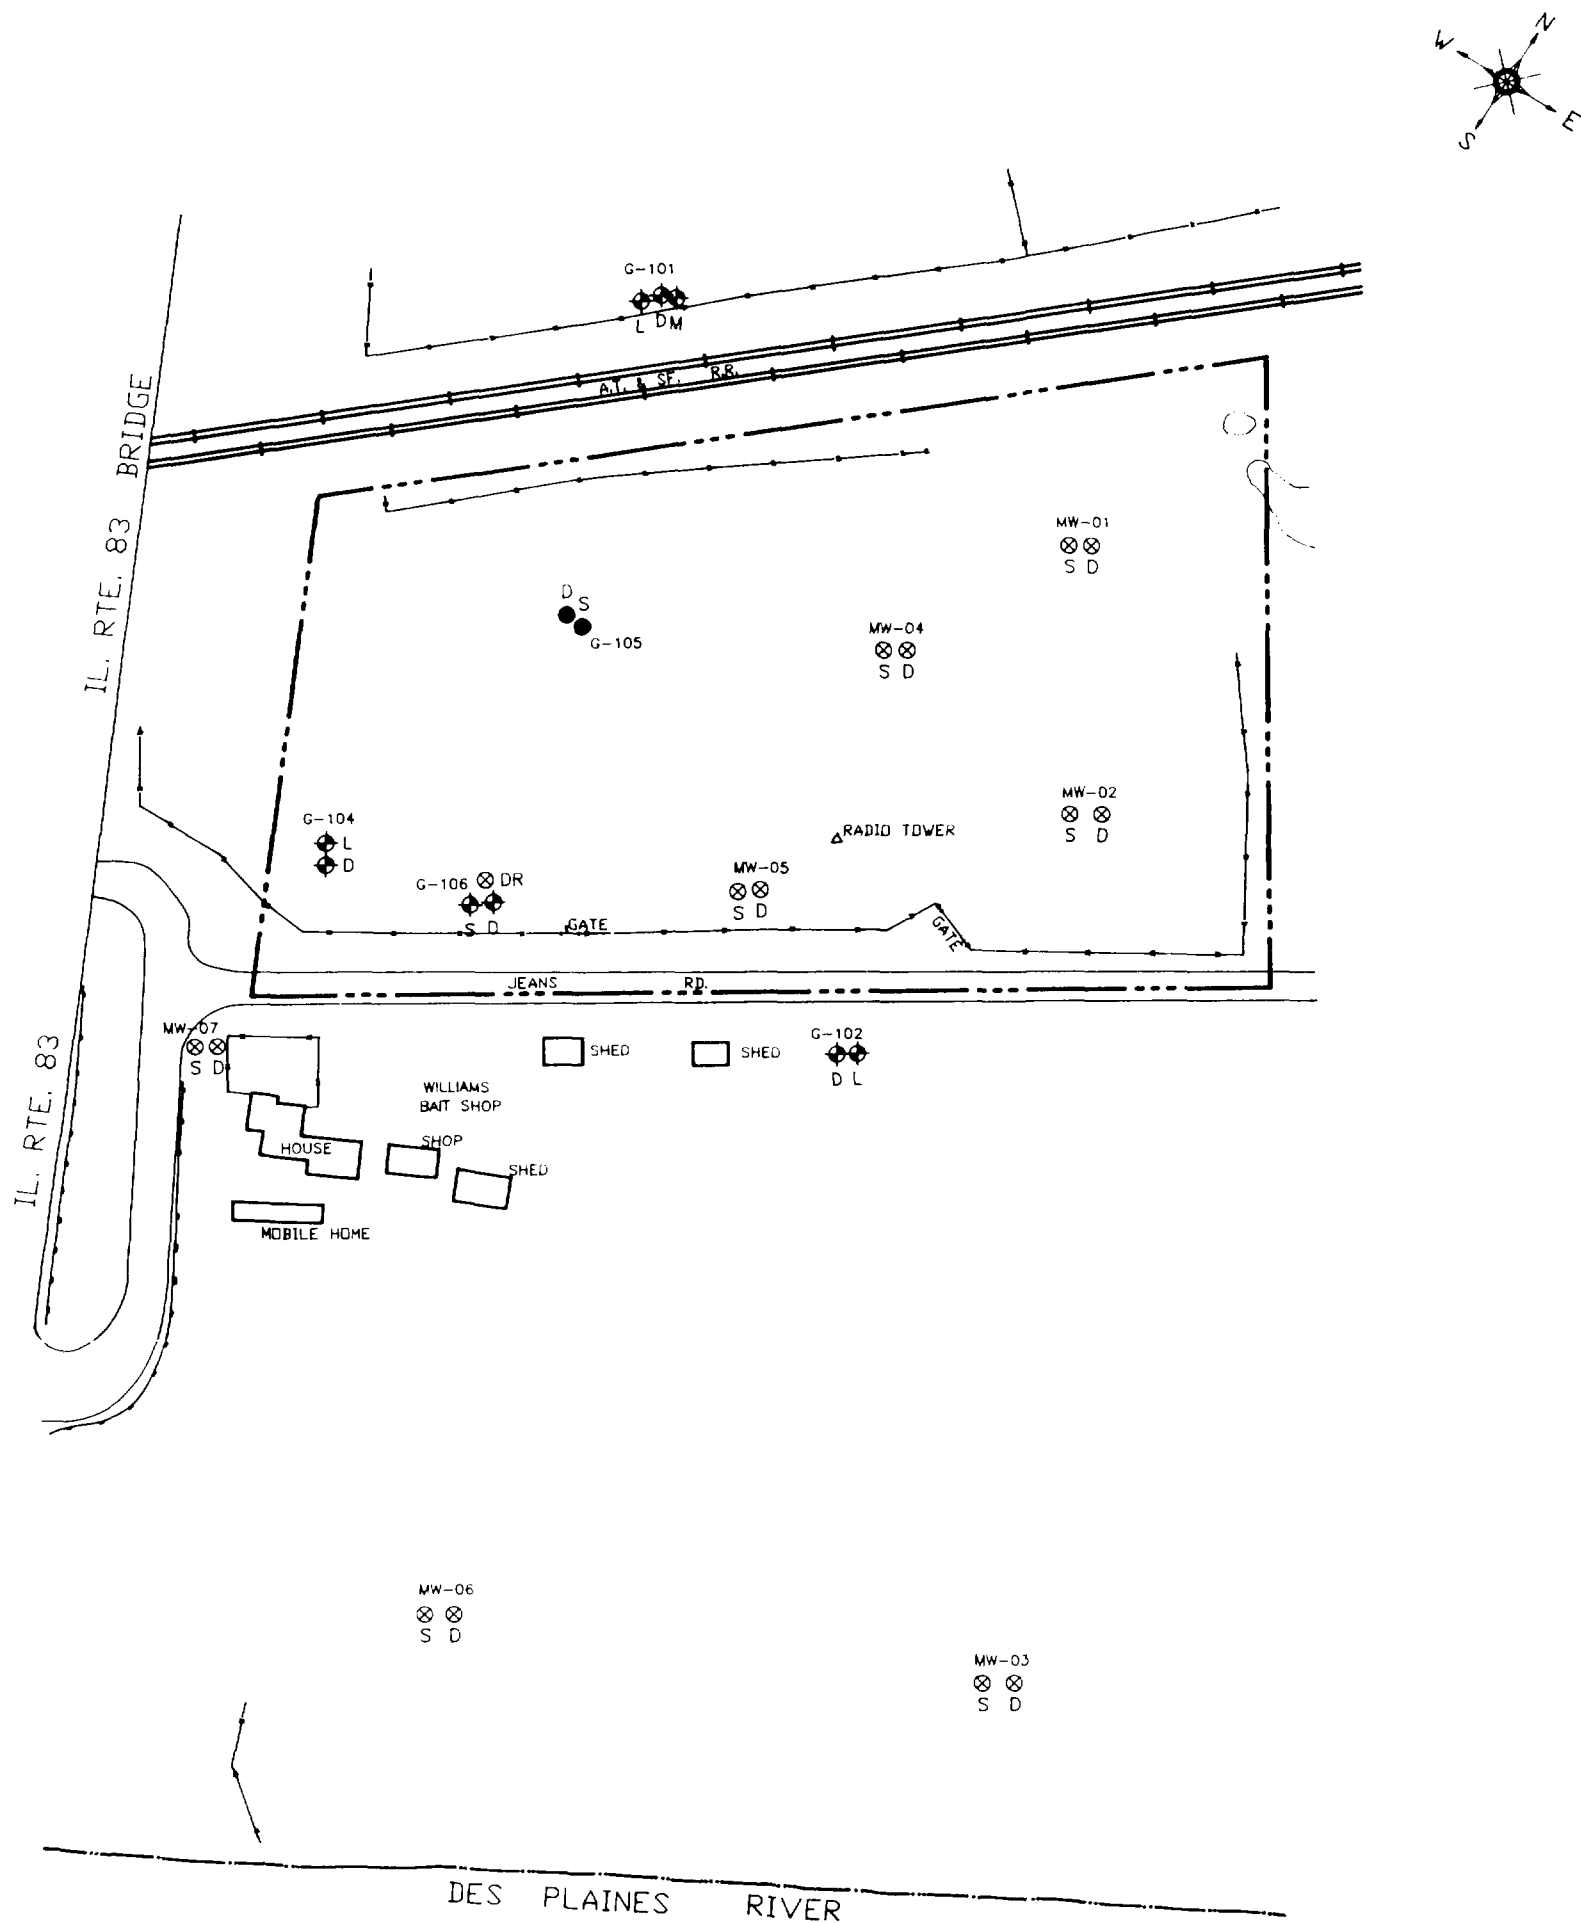 N
W
E
S
G-101
L D M
A.T. & SF. R.R.
IL. RTE. 83 BRIDGE
MW-01
S D
D
S
G-105
MW-04
S D
MW-02
S D
G-104
L
D
RADIO TOWER
G-106
DR
S D
MW-05
S D
GATE
GATE
JEANS RD.
MW-07
S D
IL. RTE. 83
SHED
SHED
G-102
D L
WILLIAMS
BAIT SHOP
HOUSE
SHOP
SHED
MOBILE HOME
MW-06
S D
MW-03
S D
DES PLAINES RIVER